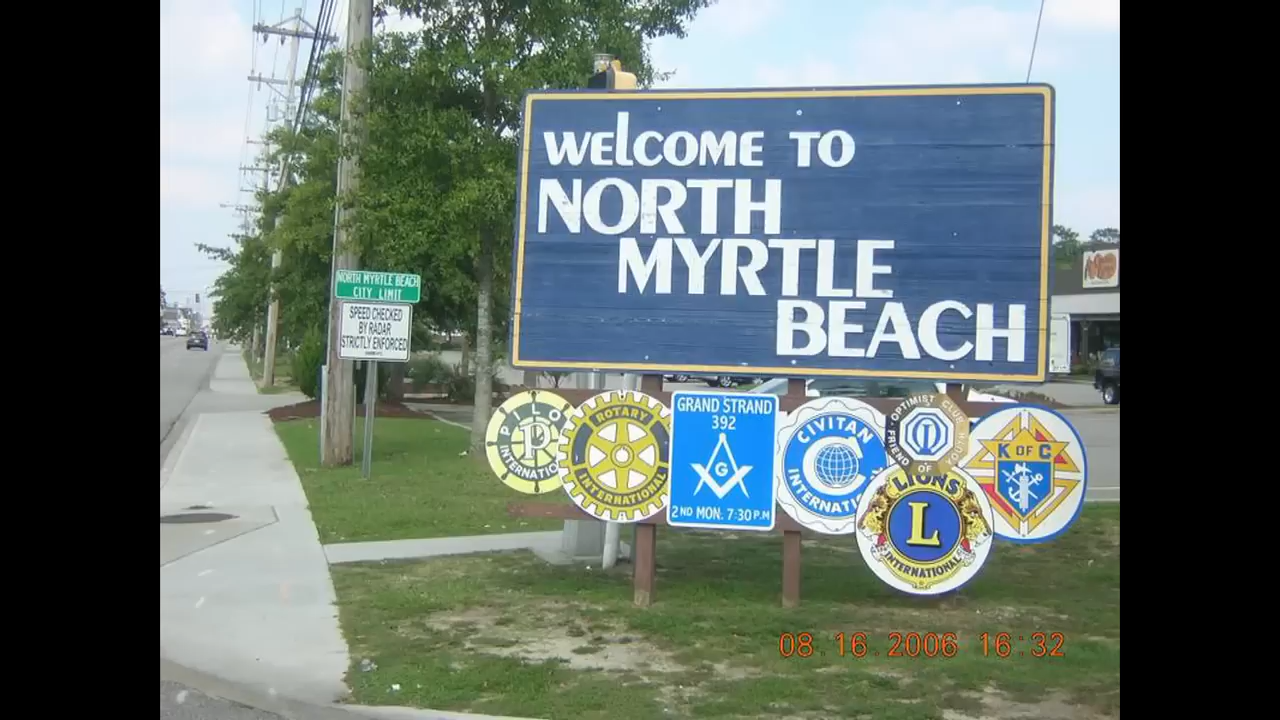 WELCOME TO
NORTH
MYRTLE
BEACH
NORTH MYRTLE BEACH
CITY LIMIT
SPEED CHECKED
BY RADAR
STRICTLY ENFORCED
PILOT
P
INTERNATIONAL
ROTARY
INTERNATIONAL
GRAND STRAND
392
G
2ND MON. 7:30 P.M
CIVITAN
C
INTERNATIONAL
OPTIMIST CLUB
OI
FRIEND OF YOUTH
LIONS
L
INTERNATIONAL
K OF C
08.16.2006 16:32